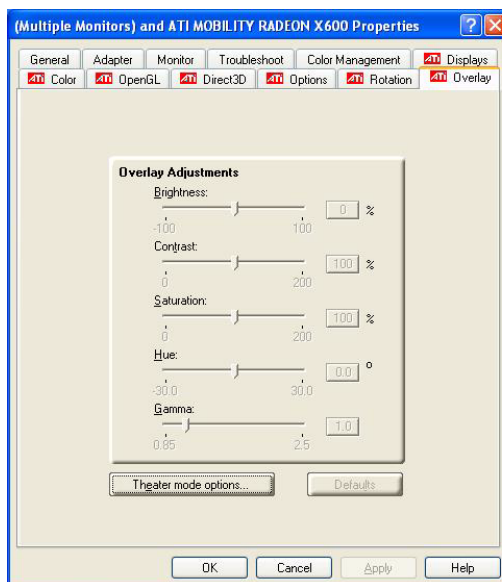 (Multiple Monitors) and ATI MOBILITY RADEON X600 Properties
General Adapter Monitor Troubleshoot Color Management ATI Displays
ATI Color ATI OpenGL ATI Direct3D ATI Options ATI Rotation ATI Overlay
Overlay Adjustments
Brightness:
0 %
-100 100
Contrast:
100 %
0 200
Saturation:
100 %
0 200
Hue:
0.0 °
-30.0 30.0
Gamma:
1.0
0.85 2.5
Theater mode options... Defaults
OK Cancel Apply Help